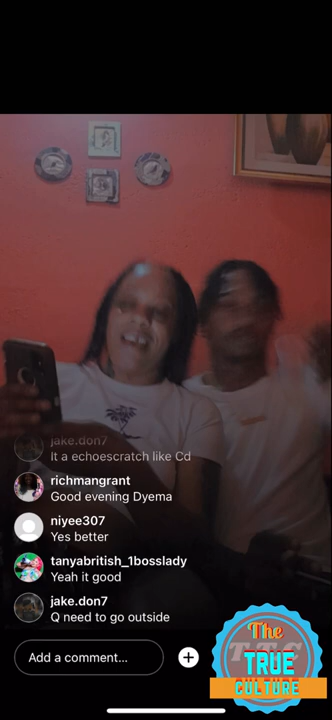 jake.don7
It a echoescratch like Cd
richmangrant
Good evening Dyema
niyee307
Yes better
tanyabritish_1bosslady
Yeah it good
jake.don7
Q need to go outside
Add a comment...
The
TTC
TRUE
CULTURE